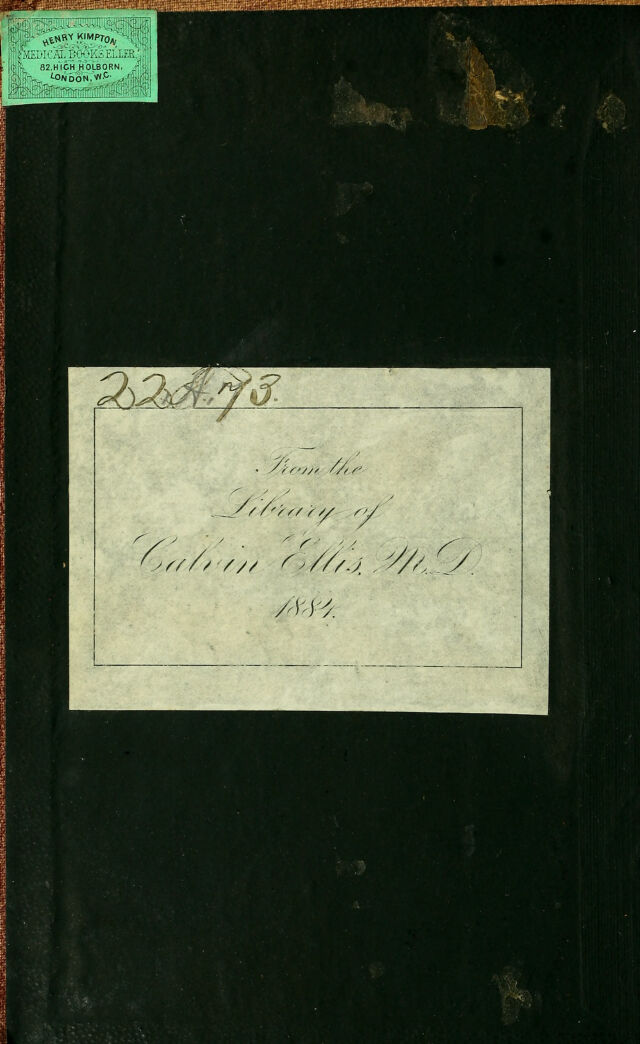 HENRY KIMPTON,
MEDICAL BOOKSELLER,
82, HIGH HOLBORN,
LONDON, W.C.
22.A.73.
From the
Library of
Calvin Ellis, M.D.
1884.